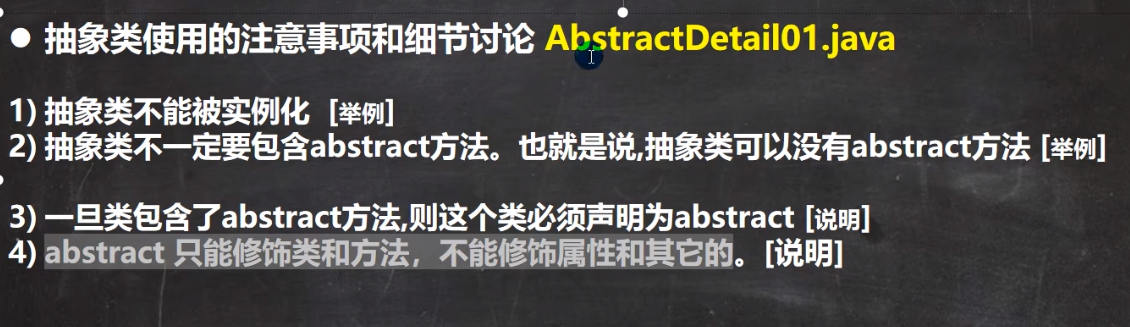 ● 抽象类使用的注意事项和细节讨论 AbstractDetail01.java
1) 抽象类不能被实例化 [举例]
2) 抽象类不一定要包含abstract方法。也就是说,抽象类可以没有abstract方法 [举例]
3) 一旦类包含了abstract方法,则这个类必须声明为abstract [说明]
4) abstract 只能修饰类和方法，不能修饰属性和其它的。[说明]